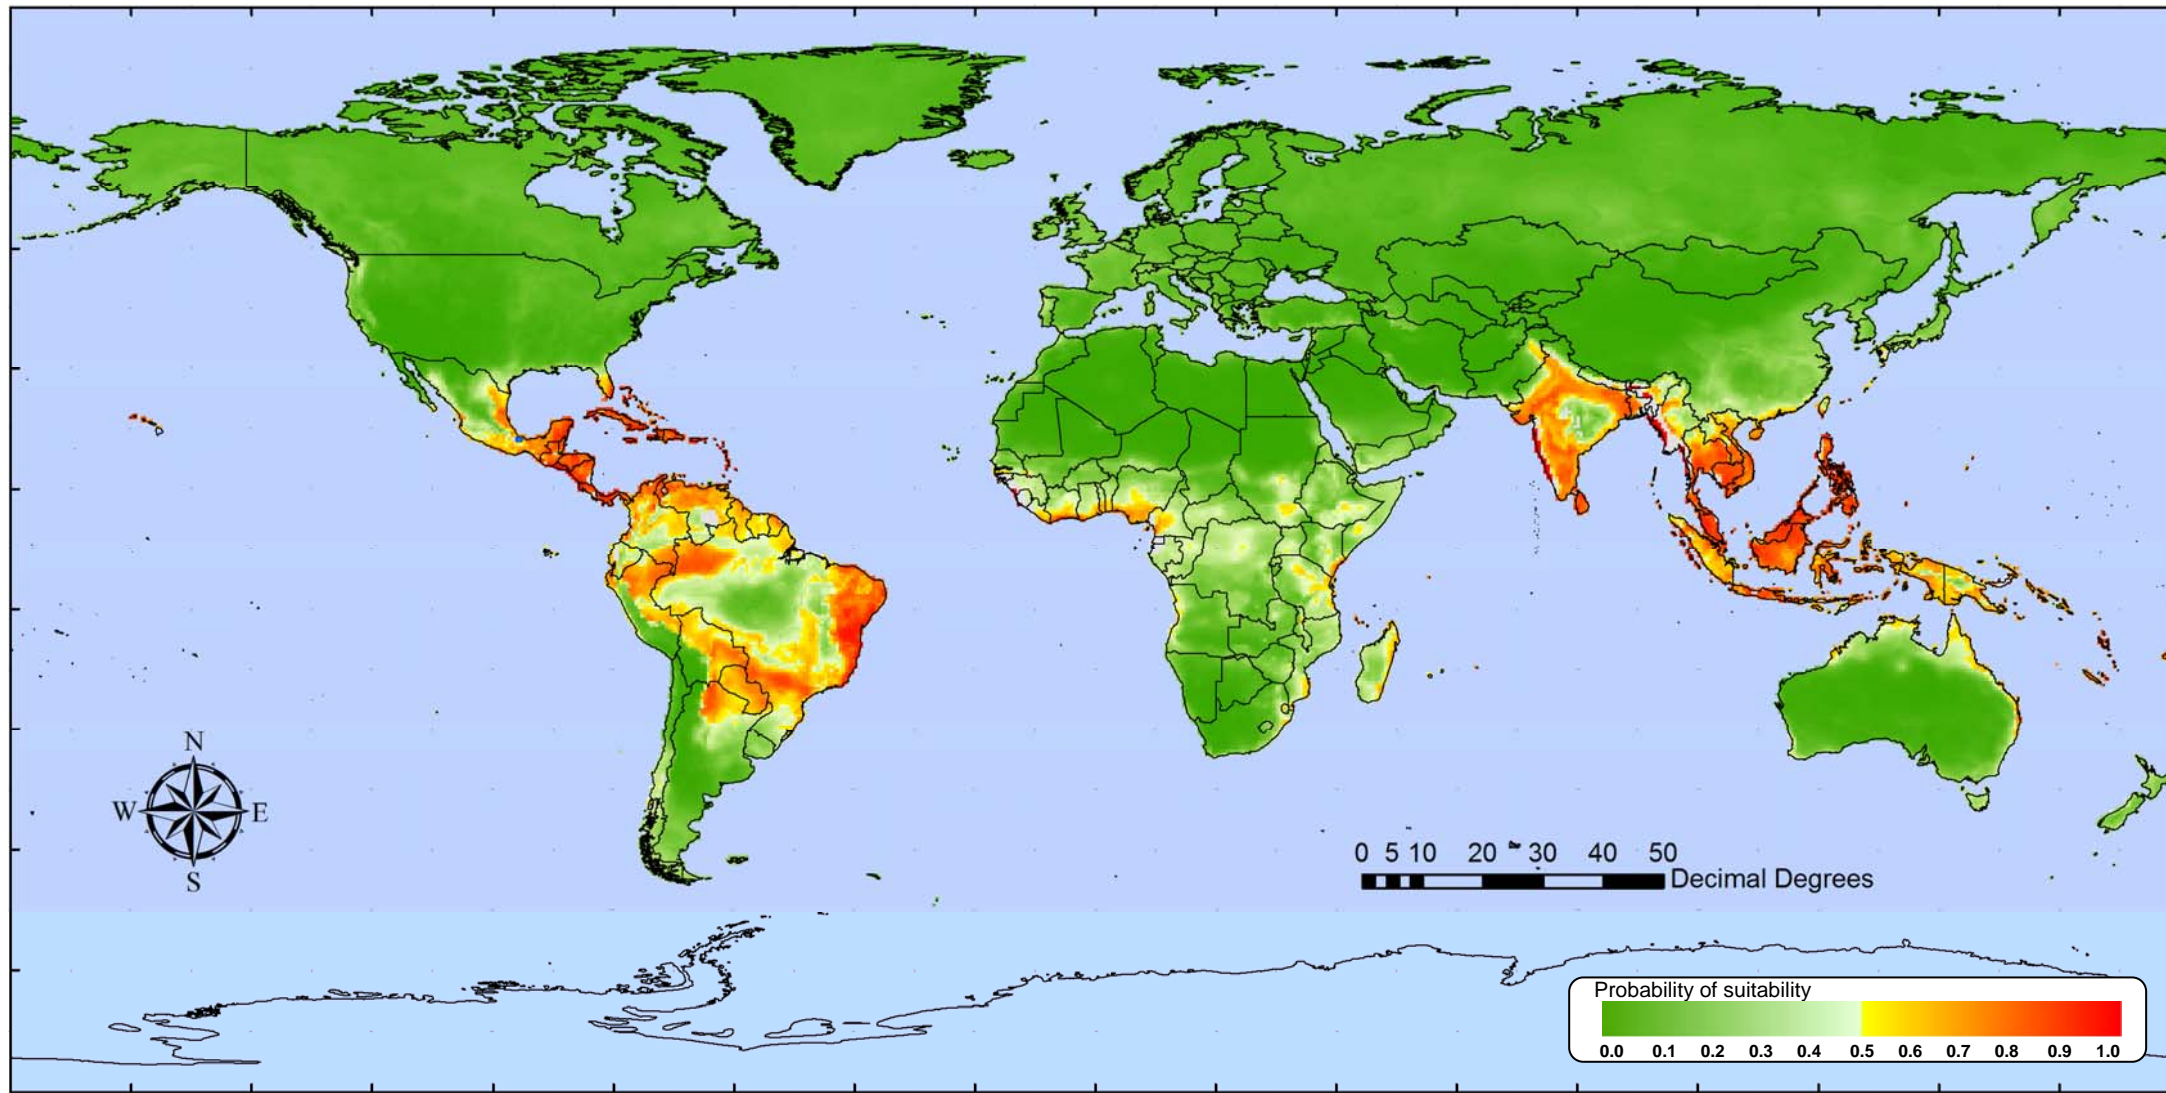 N
W E
S
0 5 10 20 30 40 50
Decimal Degrees
Probability of suitability
0.0 0.1 0.2 0.3 0.4 0.5 0.6 0.7 0.8 0.9 1.0